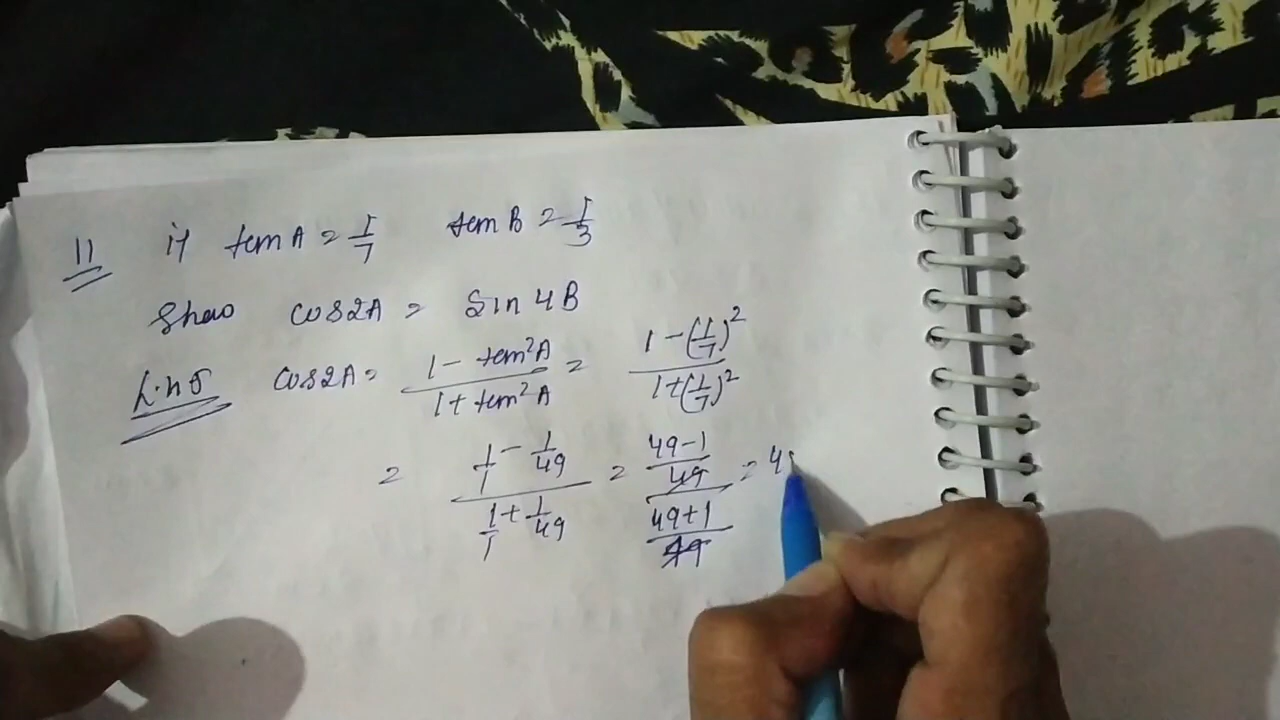 11 if tan A = 1/7 tan B = 1/3
Show cos2A = Sin 4B
L.H.S cos2A = (1 - tan²A)/(1 + tan²A) = (1 - (1/7)²)/(1 + (1/7)²)
= (1/1 - 1/49)/(1/1 + 1/49) = ((49-1)/49)/((49+1)/49) = 4